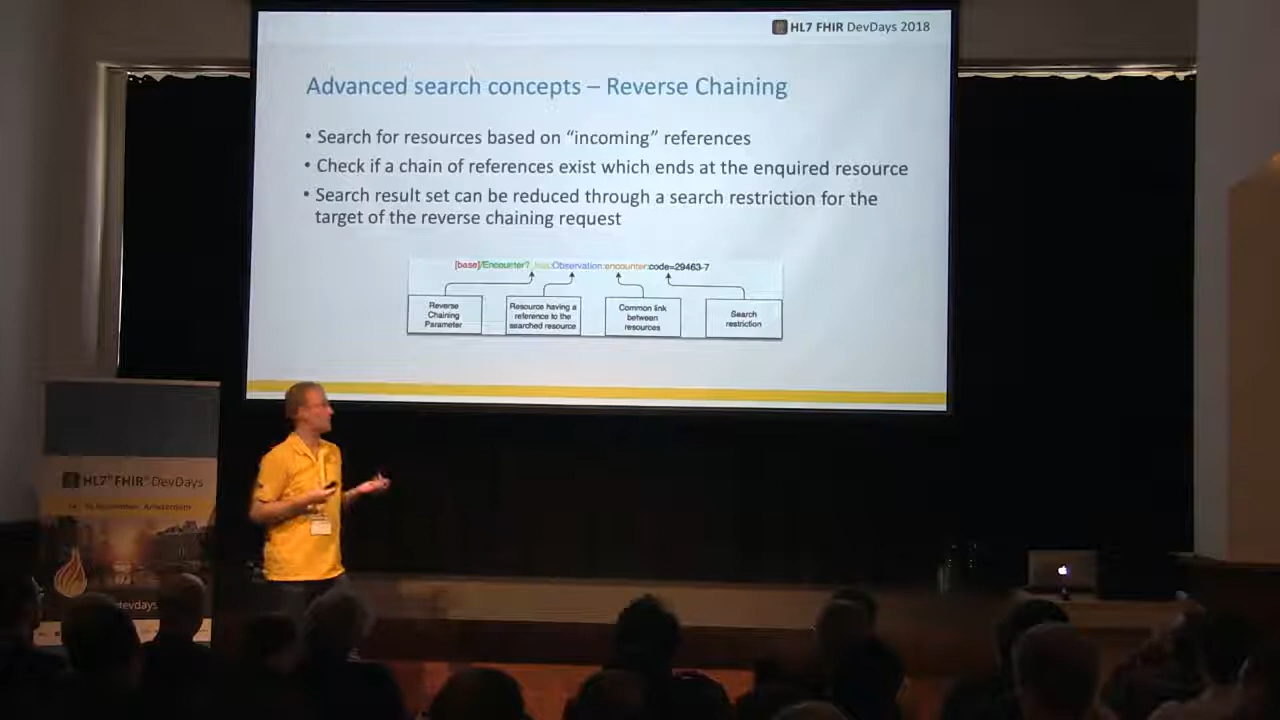 HL7 FHIR DevDays 2018
Advanced search concepts – Reverse Chaining
• Search for resources based on “incoming” references
• Check if a chain of references exist which ends at the enquired resource
• Search result set can be reduced through a search restriction for the
target of the reverse chaining request
[base]/Encounter?_has:Observation:encounter:code=29463-7
Reverse
Chaining
Parameter
Resource having a
reference to the
searched resource
Common link
between
resources
Search
restriction
HL7® FHIR® DevDays
November, Amsterdam
devdays